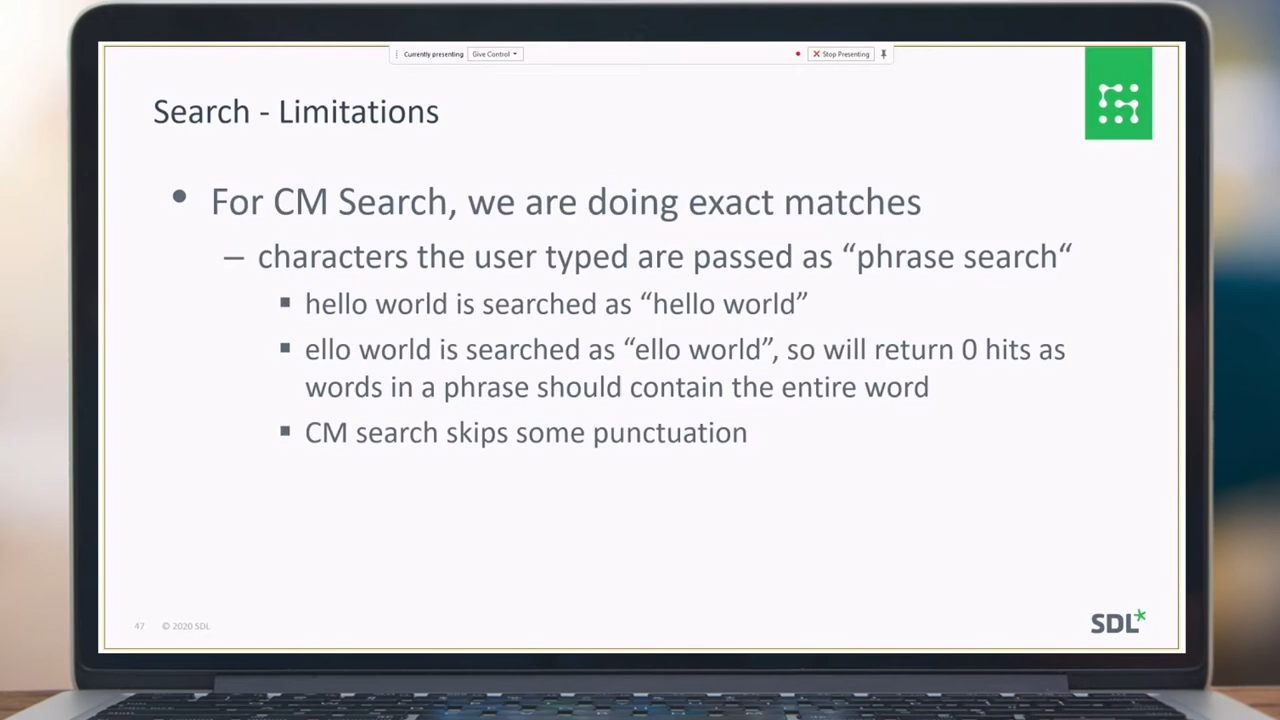 Currently presenting Give Control Stop Presenting
Search - Limitations
For CM Search, we are doing exact matches
– characters the user typed are passed as “phrase search“
hello world is searched as “hello world”
ello world is searched as “ello world”, so will return 0 hits as
words in a phrase should contain the entire word
CM search skips some punctuation
47 © 2020 SDL
SDL*